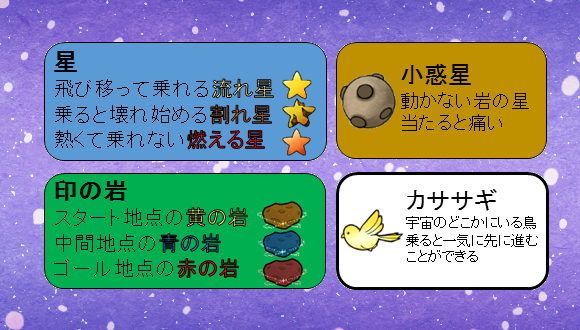 星
飛び移って乗れる流れ星
乗ると壊れ始める割れ星
熱くて乗れない燃える星
小惑星
動かない岩の星
当たると痛い
印の岩
スタート地点の黄の岩
中間地点の青の岩
ゴール地点の赤の岩
カササギ
宇宙のどこかにいる鳥
乗ると一気に先に進む
ことができる